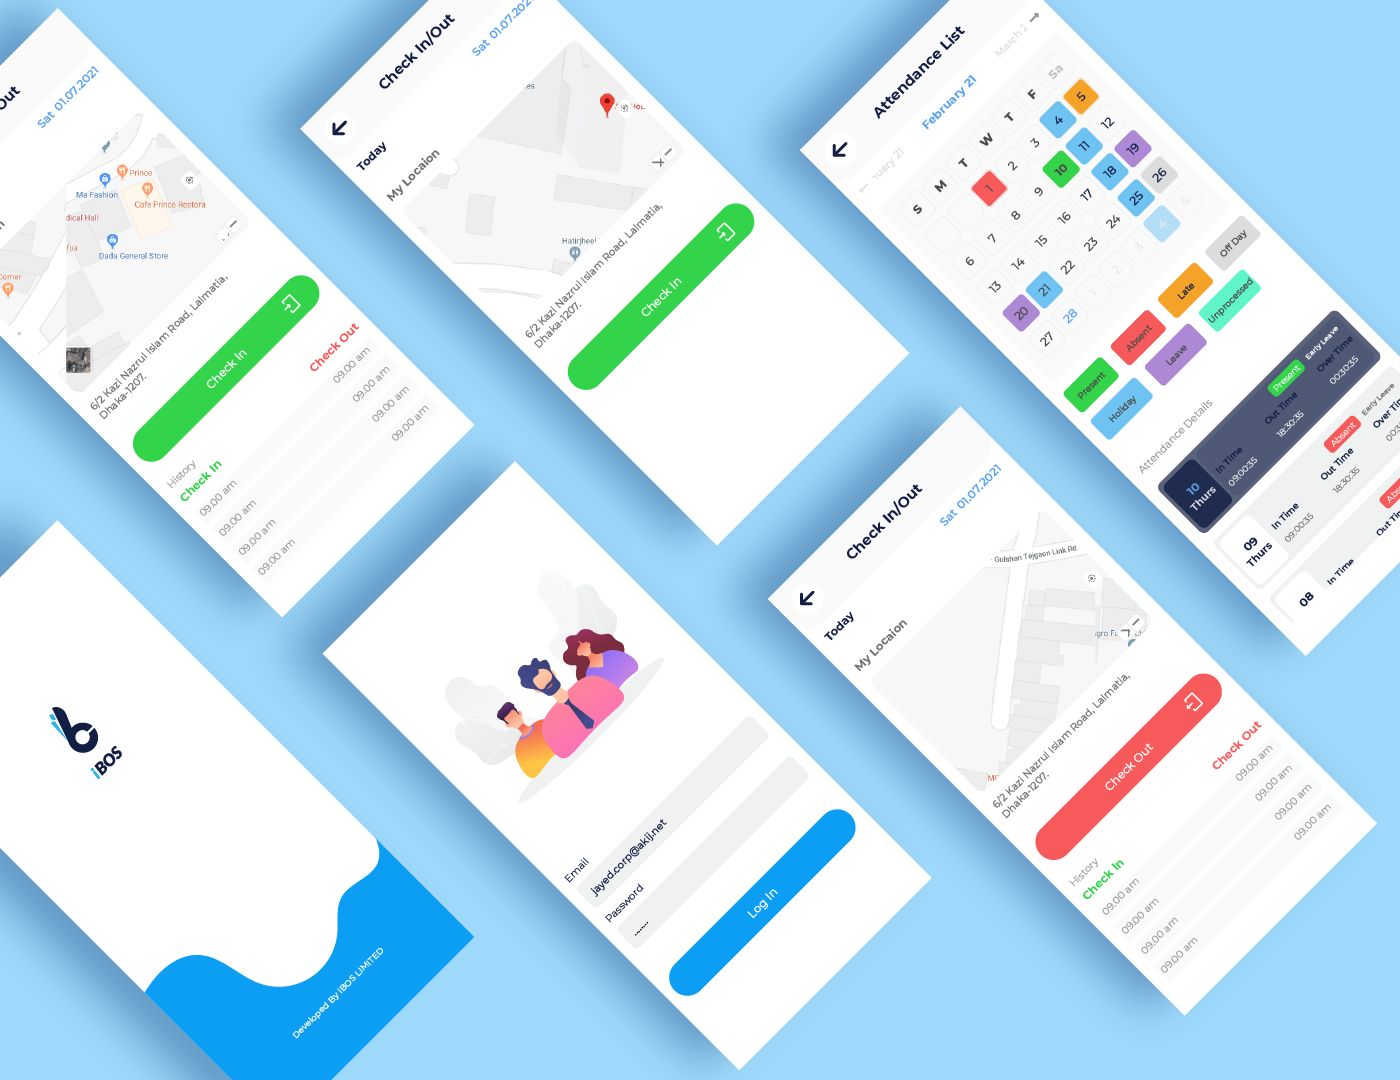 Out
Sat 01.07.2021
Prince
Ma Fashion
Cafe Prince Restora
dical Hall
Dada General Store
6/2 Kazi Nazrul Islam Road, Lalmatia,
Dhaka-1207.
Check In
History
Check In
Check Out
09.00 am
09.00 am
09.00 am
09.00 am
09.00 am
09.00 am
09.00 am
09.00 am
Check In/Out
Sat 01.07.202
Today
My Locaion
Hatirjheel
6/2 Kazi Nazrul Islam Road, Lalmatia,
Dhaka-1207.
Check In
Attendance List
nuary 21
February 21
March 2
S M T W T F Sa
1 2 3 4 5
6 7 8 9 10 11 12
13 14 15 16 17 18 19
20 21 22 23 24 25 26
27 28 1 2 3 4 5
Present Absent Late Off Day
Holiday Leave Unprocessed
Attendance Details
10
Thurs
Present
Early Leave
In Time Out Time Over Time
09:00:35 18:30:35 00:30:35
09
Thurs
Absent
Early Leave
In Time Out Time Over Tim
09:00:35 18:30:35 00:3
08
Abs
In Time Out Ti
iBOS
Developed By IBOS LIMITED
Email
jayed.corp@akij.net
Password
Log In
Check In/Out
Sat 01.07.2021
Today
My Locaion
Gulshan Tejgaon Link Rd
6/2 Kazi Nazrul Islam Road, Lalmatia,
Dhaka-1207.
Check Out
History
Check In
Check Out
09.00 am
09.00 am
09.00 am
09.00 am
09.00 am
09.00 am
09.00 am
09.00 am